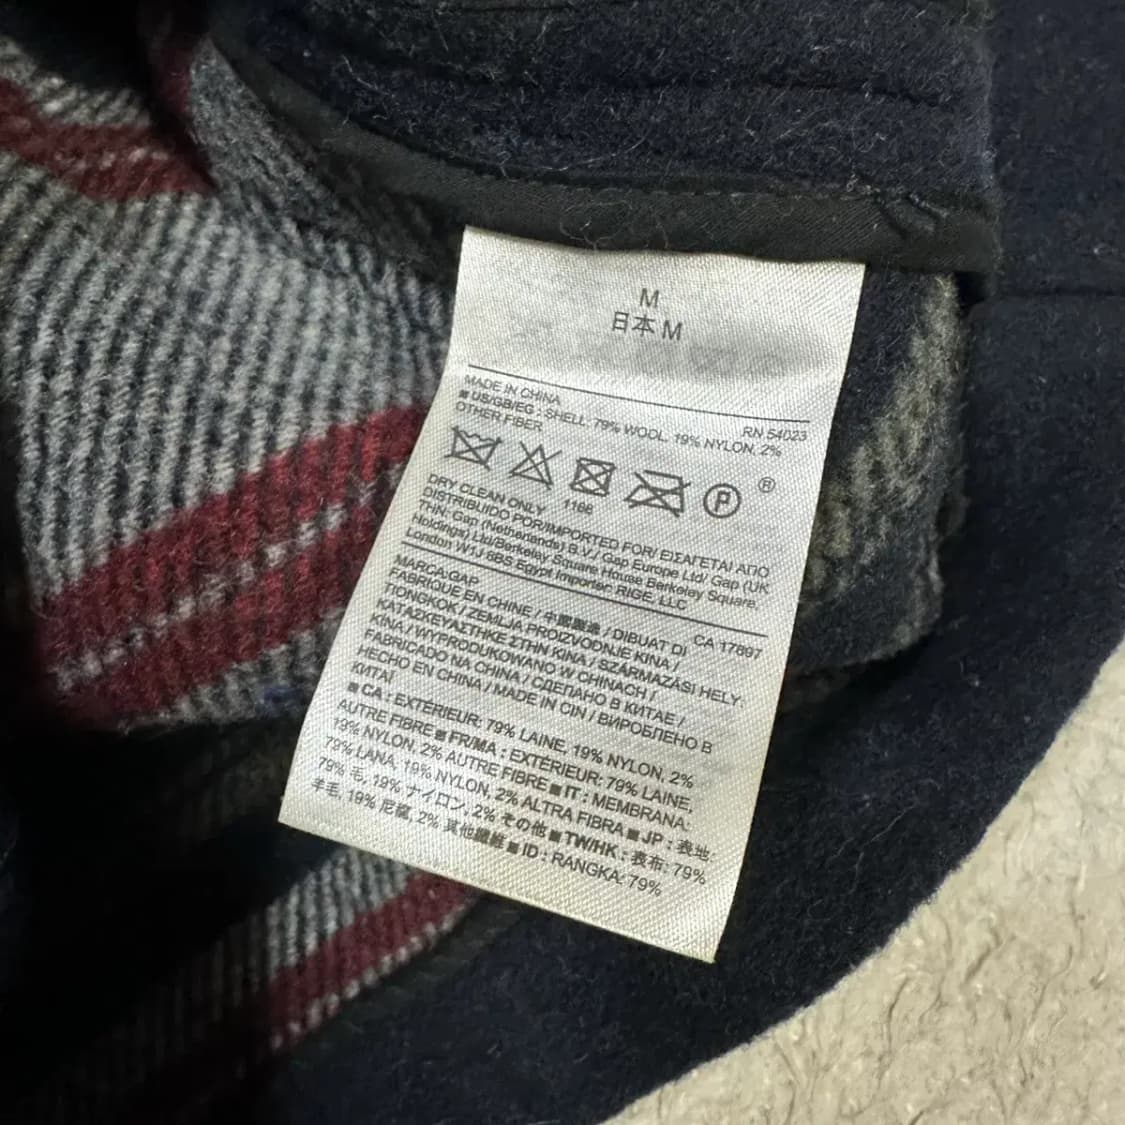 M
日本 M
MADE IN CHINA
RN 54023
■ US/GB/EG : SHELL: 79% WOOL, 19% NYLON, 2%
OTHER FIBER
®
P
1166
DRY CLEAN ONLY
DISTRIBUIDO POR/IMPORTED FOR/ ΕΙΣΑΓΕΤΑΙ ΑΠΟ
ΤΗΝ: Gap (Netherlands) B.V./ Gap Europe Ltd/ Gap (UK
Holdings) Ltd/Berkeley Square House Berkeley Square,
London W1J 6BS Egypt Importer: RIGE, LLC
MARCA:GAP
CA 17897
FABRIQUE EN CHINE / 中國製造 / DIBUAT DI
TIONGKOK / ZEMLJA PROIZVODNJE KINA /
ΚΑΤΑΣΚΕΥΑΣΤΗΚΕ ΣΤΗΝ ΚΙΝΑ / SZÁRMAZÁSI HELY:
KÍNA / WYPRODUKOWANO W CHINACH /
FABRICADO NA CHINA / СДЕЛАНО В КИТАЕ /
HECHO EN CHINA / MADE IN CIN / ВИРОБЛЕНО В
КИТАЇ
■ CA : EXTÉRIEUR: 79% LAINE, 19% NYLON, 2%
AUTRE FIBRE ■ FR/MA : EXTÉRIEUR: 79% LAINE,
19% NYLON, 2% AUTRE FIBRE ■ IT : MEMBRANA:
79% LANA, 19% NYLON, 2% ALTRA FIBRA ■ JP : 表地:
79% 毛, 19% ナイロン, 2% その他 ■ TW/HK : 表布: 79%
羊毛, 19% 尼龍, 2% 其他纖維 ■ ID : RANGKA: 79%